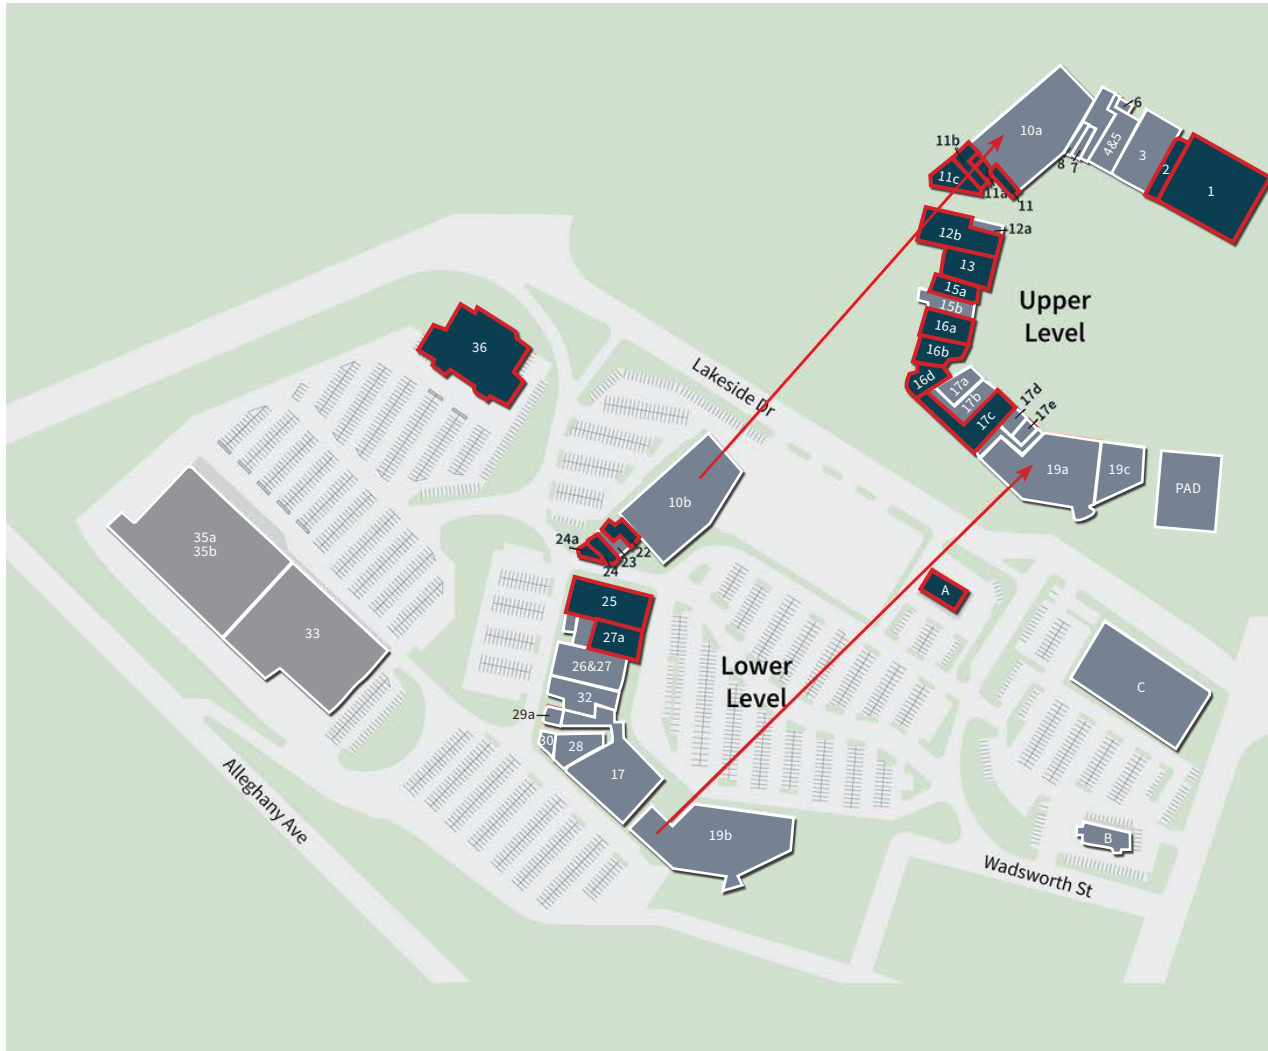 6
10a
4&5
3
2
1
8
7
11b
11c
11a
11
12a
12b
13
15a
15b
16a
16b
16d
17a
17b
17c
17d
17e
Upper
Level
19a
19c
PAD
36
Lakeside Dr
10b
35a
35b
33
24a
22
23
24
25
27a
26&27
32
29a
30
28
17
19b
Lower
Level
A
C
B
Alleghany Ave
Wadsworth St